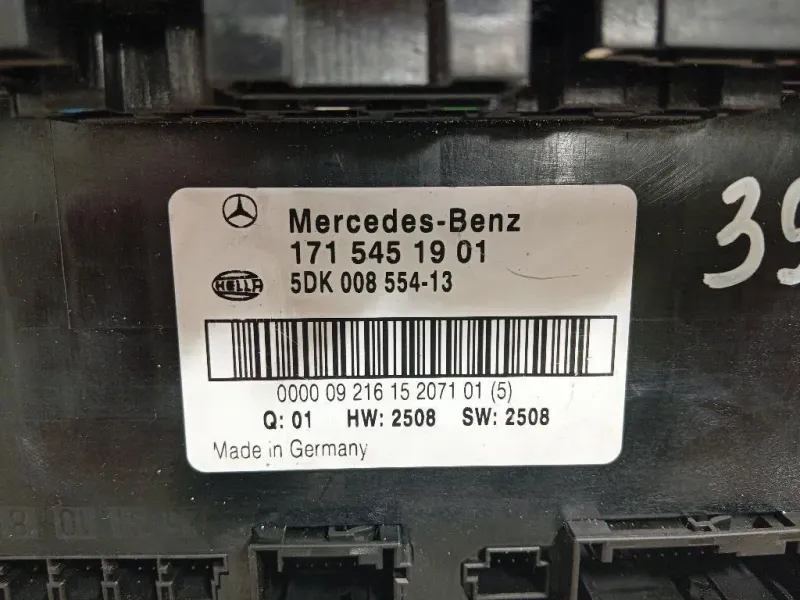 Mercedes-Benz
171 545 19 01
HELLA
5DK 008 554-13
0000 09 216 15 2071 01 (5)
Q: 01 HW: 2508 SW: 2508
Made in Germany
39